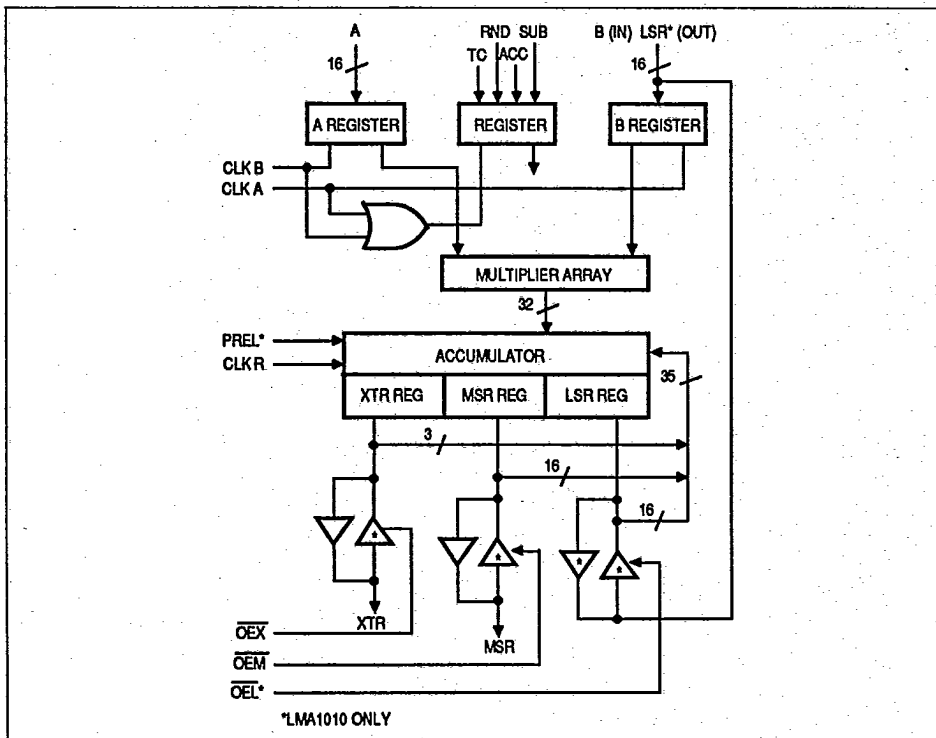 A
RND SUB
TC ACC
B (IN) LSR* (OUT)
16
16
A REGISTER
REGISTER
B REGISTER
CLK B
CLK A
MULTIPLIER ARRAY
32
PREL*
CLK R
ACCUMULATOR
35
XTR REG
MSR REG
LSR REG
3
16
16
*
*
*
*
XTR
MSR
OEX
OEM
OEL*
*LMA1010 ONLY